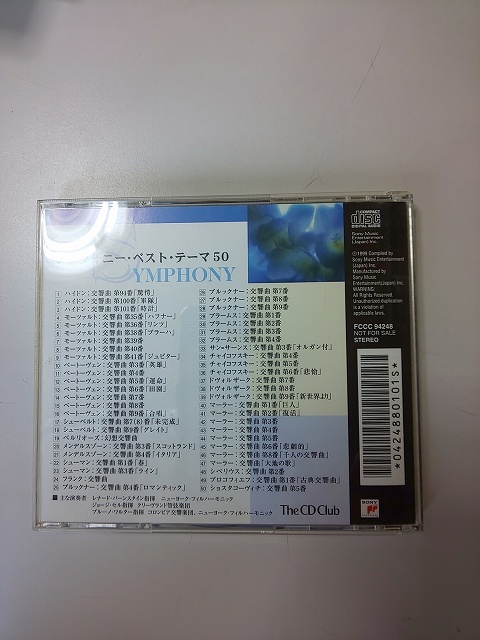 ニー・ベスト・テーマ50
YMPHONY
1 ハイドン:交響曲 第94番「驚愕」
2 ハイドン:交響曲 第100番「軍隊」
3 ハイドン:交響曲 第101番「時計」
4 モーツァルト:交響曲 第35番「ハフナー」
5 モーツァルト:交響曲 第36番「リンツ」
6 モーツァルト:交響曲 第38番「プラーハ」
7 モーツァルト:交響曲 第39番
8 モーツァルト:交響曲 第40番
9 モーツァルト:交響曲 第41番「ジュピター」
10 ベートーヴェン:交響曲 第3番「英雄」
11 ベートーヴェン:交響曲 第4番
12 ベートーヴェン:交響曲 第5番「運命」
13 ベートーヴェン:交響曲 第6番「田園」
14 ベートーヴェン:交響曲 第7番
15 ベートーヴェン:交響曲 第8番
16 ベートーヴェン:交響曲 第9番「合唱」
17 シューベルト:交響曲 第7(8)番「未完成」
18 シューベルト:交響曲 第9番「グレイト」
19 ベルリオーズ:幻想交響曲
20 メンデルスゾーン:交響曲 第3番「スコットランド」
21 メンデルスゾーン:交響曲 第4番「イタリア」
22 シューマン:交響曲 第1番「春」
23 シューマン:交響曲 第3番「ライン」
24 フランク:交響曲
25 ブルックナー:交響曲 第4番「ロマンティック」
26 ブルックナー:交響曲 第7番
27 ブルックナー:交響曲 第8番
28 ブルックナー:交響曲 第9番
29 ブラームス:交響曲 第1番
30 ブラームス:交響曲 第2番
31 ブラームス:交響曲 第3番
32 ブラームス:交響曲 第4番
33 サン=サーンス:交響曲 第3番「オルガン付」
34 チャイコフスキー:交響曲 第4番
35 チャイコフスキー:交響曲 第5番
36 チャイコフスキー:交響曲 第6番「悲愴」
37 ドヴォルザーク:交響曲 第7番
38 ドヴォルザーク:交響曲 第8番
39 ドヴォルザーク:交響曲 第9番「新世界より」
40 マーラー:交響曲 第1番「巨人」
41 マーラー:交響曲 第2番「復活」
42 マーラー:交響曲 第3番
43 マーラー:交響曲 第4番
44 マーラー:交響曲 第5番
45 マーラー:交響曲 第6番「悲劇的」
46 マーラー:交響曲 第8番「千人の交響曲」
47 マーラー:交響曲「大地の歌」
48 シベリウス:交響曲 第2番
49 プロコフィエフ:交響曲 第1番「古典交響曲」
50 ショスタコーヴィチ:交響曲 第5番
■主な演奏者 レナード・バーンスタイン指揮 ニューヨーク・フィルハーモニック
ジョージ・セル指揮 クリーヴランド管弦楽団
ブルーノ・ワルター指揮 コロンビア交響楽団、ニューヨーク・フィルハーモニック
The CD Club
COMPACT
disc
DIGITAL AUDIO
Sony Music
Entertainment
(Japan) Inc.
℗1999 Compiled by
Sony Music Entertainment
(Japan) Inc.
Manufactured by
Sony Music
Entertainment
(Japan) Inc.
WARNING:
All Rights Reserved.
Unauthorized duplication
is a violation of
applicable laws.
FCCC 94248
NOT FOR SALE
STEREO
*0424880101S*
SONY